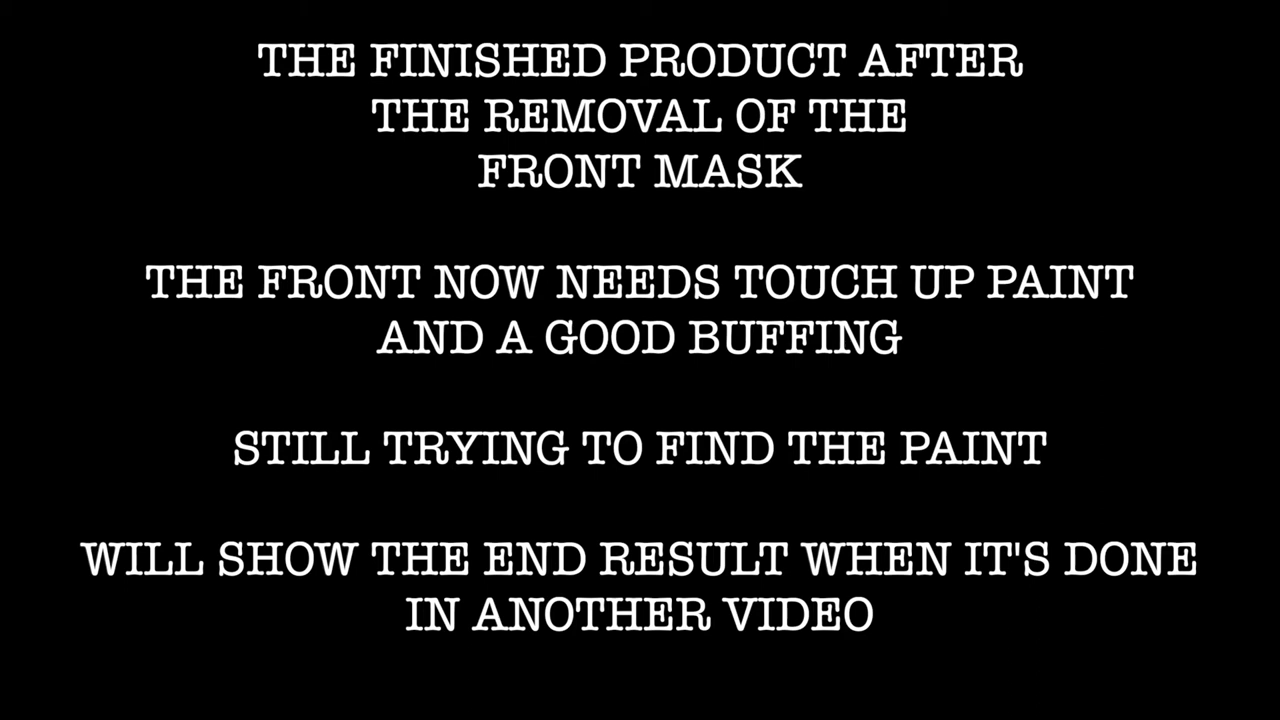 THE FINISHED PRODUCT AFTER
THE REMOVAL OF THE
FRONT MASK
THE FRONT NOW NEEDS TOUCH UP PAINT
AND A GOOD BUFFING
STILL TRYING TO FIND THE PAINT
WILL SHOW THE END RESULT WHEN IT'S DONE
IN ANOTHER VIDEO